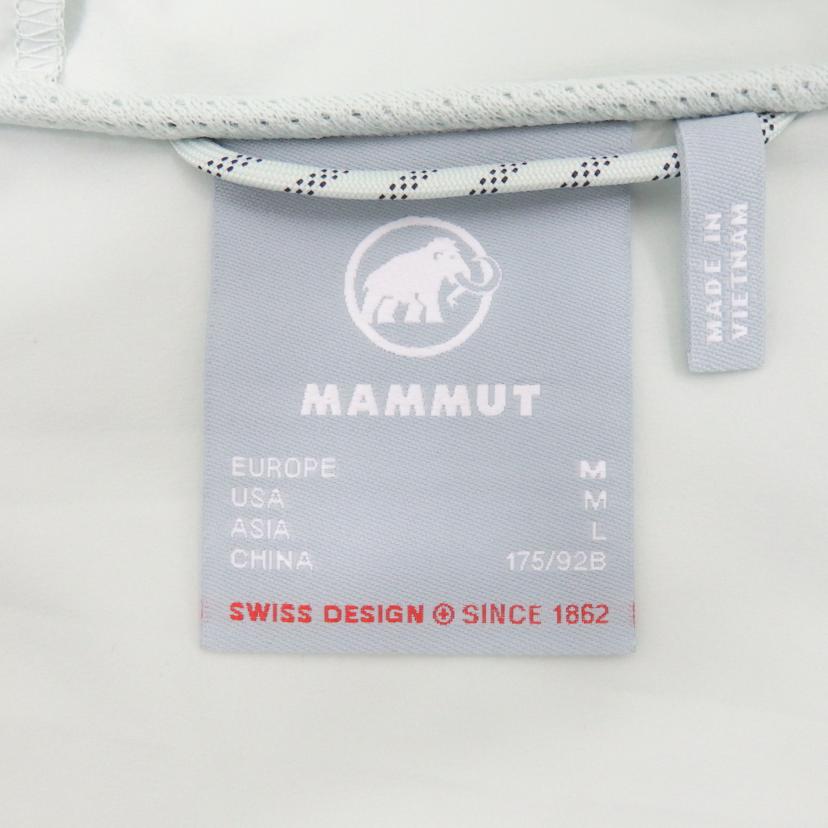 MAMMUT
EUROPE M
USA M
ASIA L
CHINA 175/92B
SWISS DESIGN SINCE 1862
MADE IN
VIETNAM